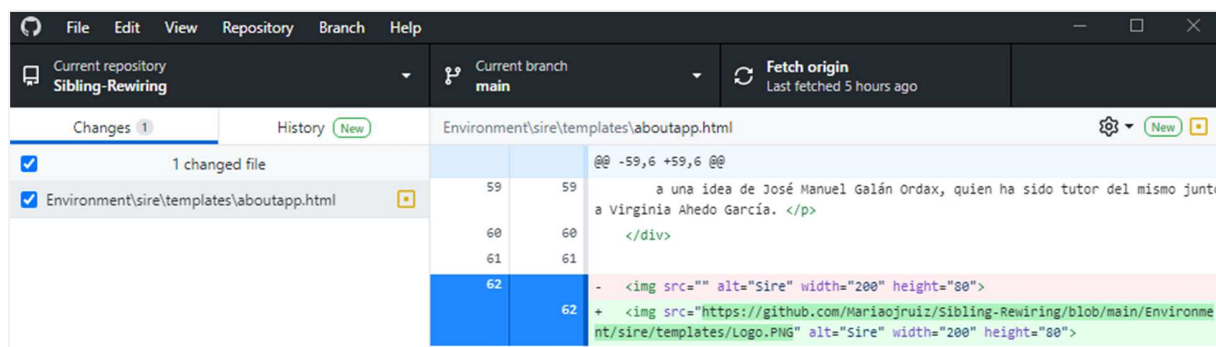 File Edit View Repository Branch Help
Current repository
Sibling-Rewiring
Current branch
main
Fetch origin
Last fetched 5 hours ago
Changes 1
History New
Environment\sire\templates\aboutapp.html
New
1 changed file
Environment\sire\templates\aboutapp.html
@@ -59,6 +59,6 @@
59 59 a una idea de José Manuel Galán Ordax, quien ha sido tutor del mismo junto
a Virginia Ahedo García. </p>
60 60 </div>
61 61
62 - <img src="" alt="Sire" width="200" height="80">
62 + <img src="https://github.com/Mariaojruiz/Sibling-Rewiring/blob/main/Environme
nt/sire/templates/Logo.PNG" alt="Sire" width="200" height="80">